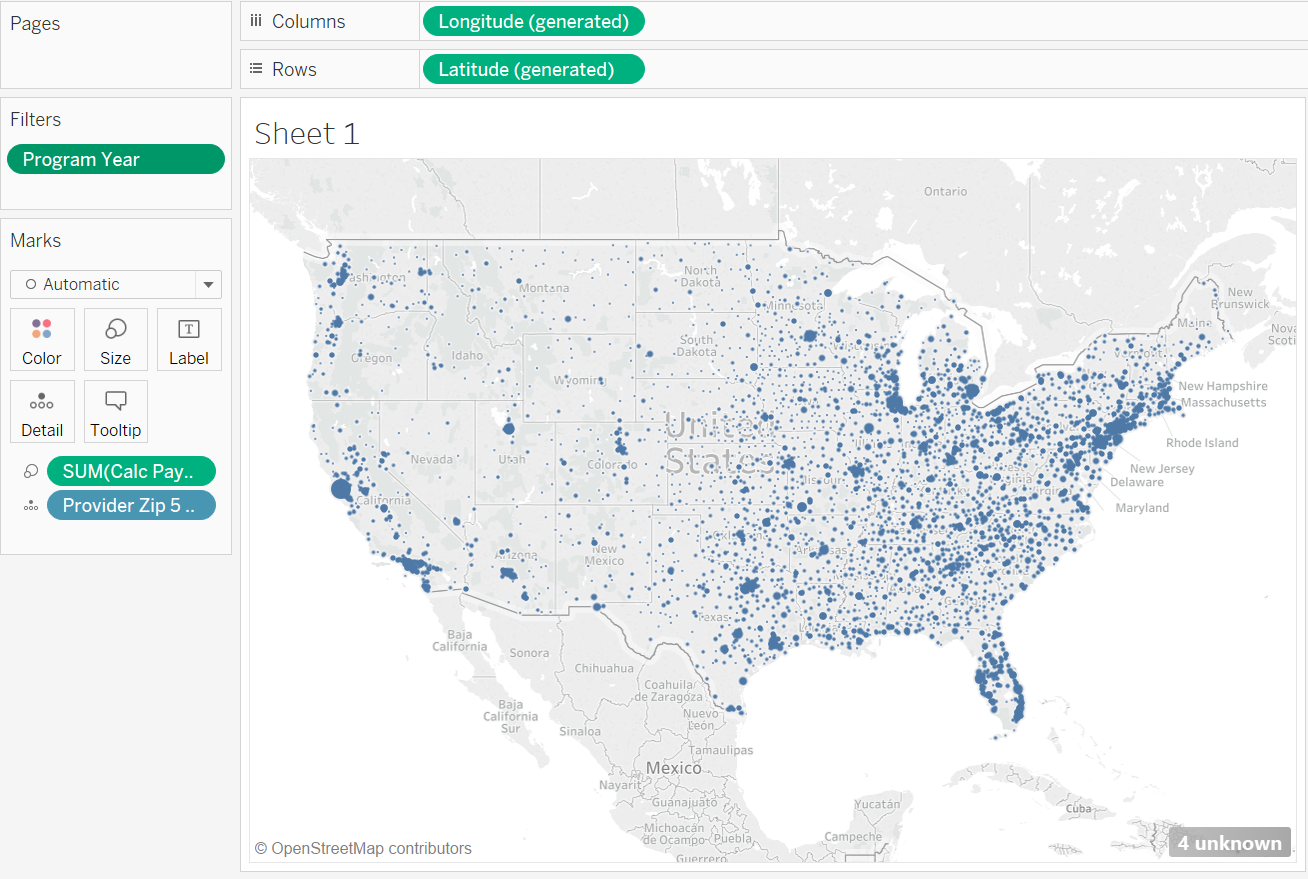 Pages
Columns
Longitude (generated)
Rows
Latitude (generated)
Filters
Program Year
Marks
Automatic
Color
Size
Label
Detail
Tooltip
SUM(Calc Pay..
Provider Zip 5 ..
Sheet 1
Ontario
New
Brunswick
Nova
Scoti
North
Dakota
Montana
South
Dakota
Oregon
Idaho
Wyoming
United
States
Nevada
Utah
Colorado
California
Arizona
New
Mexico
Texas
New Hampshire
Massachusetts
Rhode Island
New Jersey
Delaware
Maryland
Baja
California
Sonora
Chihuahua
Coahuila
de Zaragoza
Baja
California
Sur
Nuevo
León
Sinaloa
Tamaulipas
Mexico
Nayarit
Guanajuato
Yucatán
Cuba
Michoacán
de Ocampo
Puebla
Campeche
Guerrero
© OpenStreetMap contributors
4 unknown